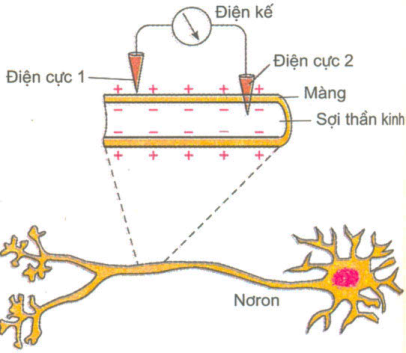 Điện kế
Điện cực 1
Điện cực 2
+ + + + +
Màng
– – – – –
Sợi thần kinh
– – – – –
+ + + + +
Nơron